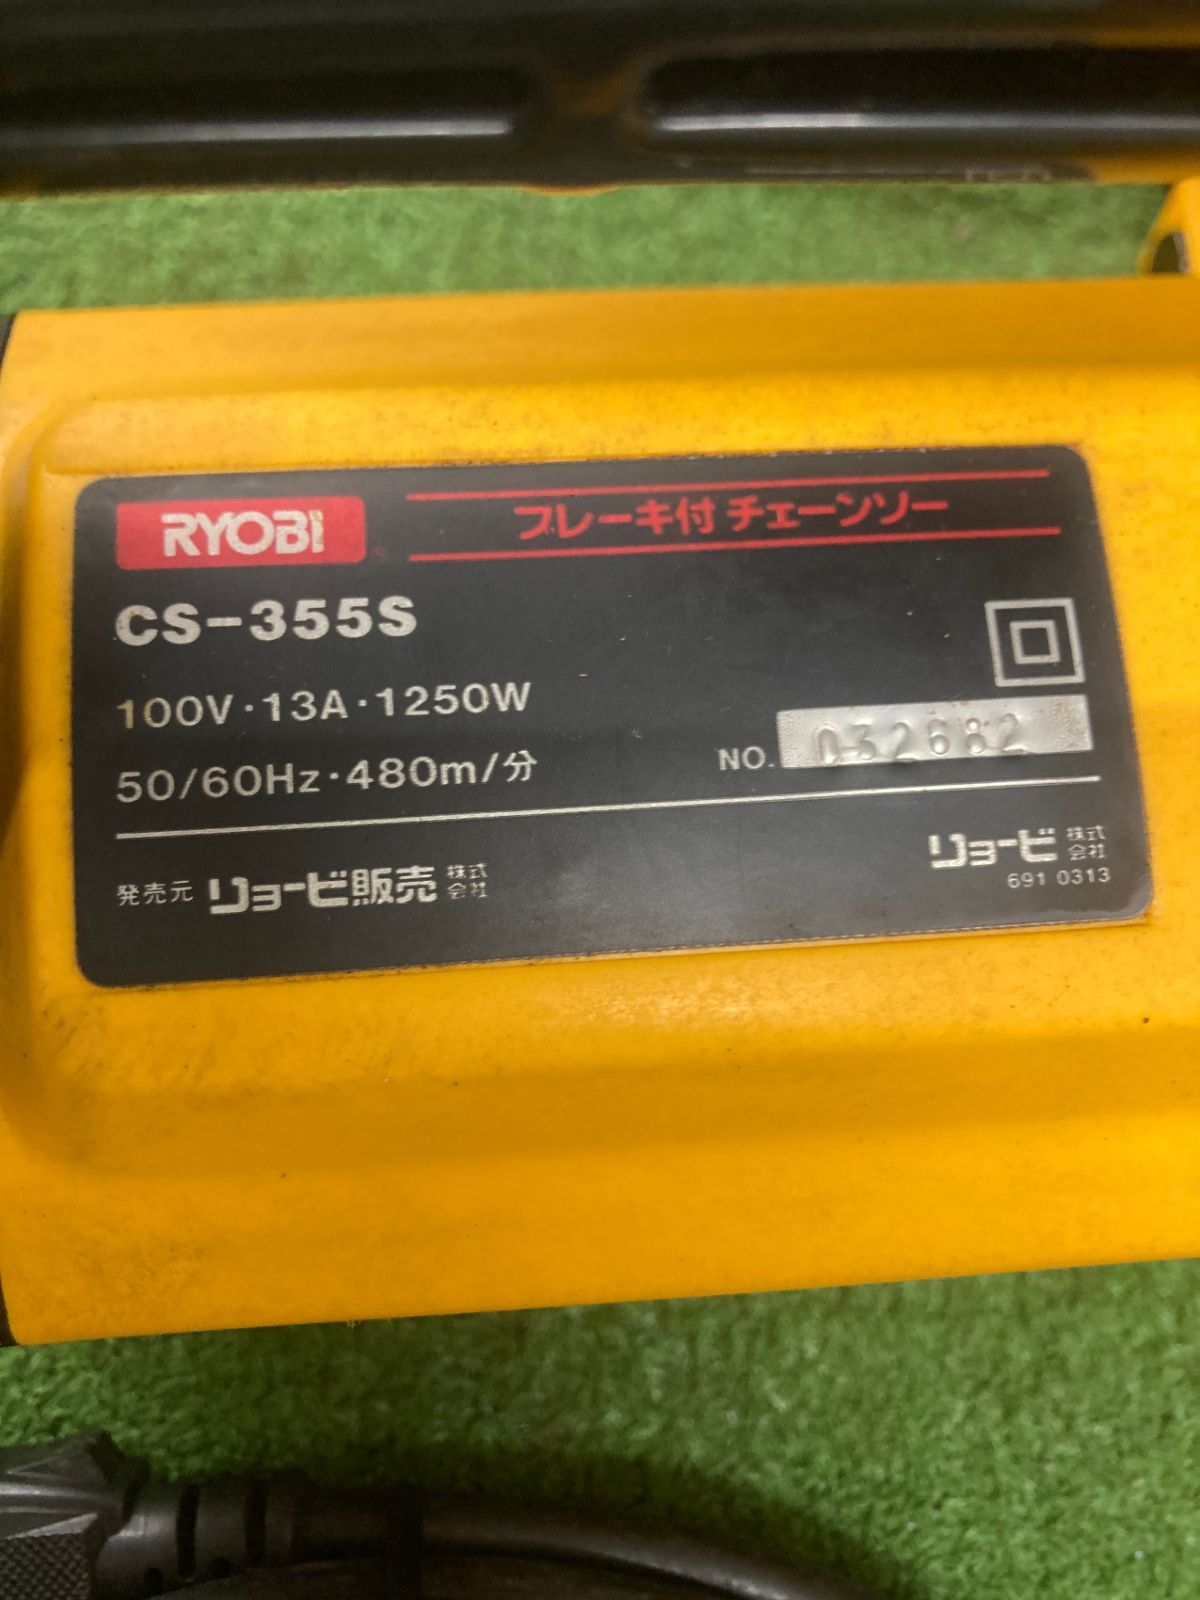 RYOBI
ブレーキ付チェーンソー
CS-355S
100V・13A・1250W
50/60Hz・480m/分
NO. 032682
発売元 リョービ販売 株式会社
リョービ 株式会社
691 0313